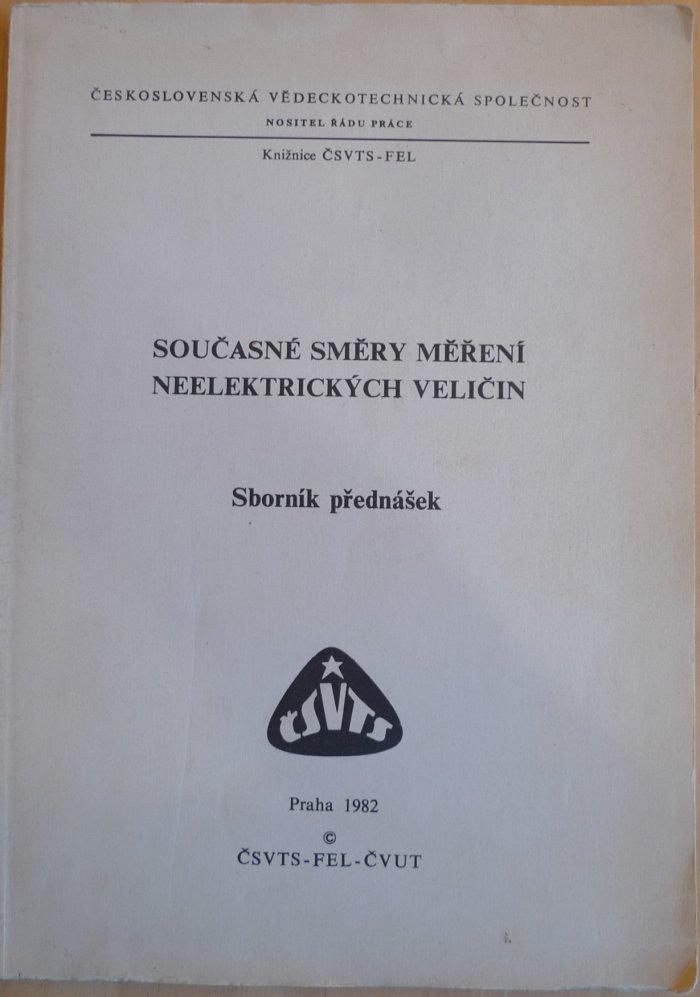 ČESKOSLOVENSKÁ VĚDECKOTECHNICKÁ SPOLEČNOST
NOSITEL ŘÁDU PRÁCE
Knižnice ČSVTS-FEL
SOUČASNÉ SMĚRY MĚŘENÍ
NEELEKTRICKÝCH VELIČIN
Sborník přednášek
ČSVTS
Praha 1982
©
ČSVTS-FEL-ČVUT